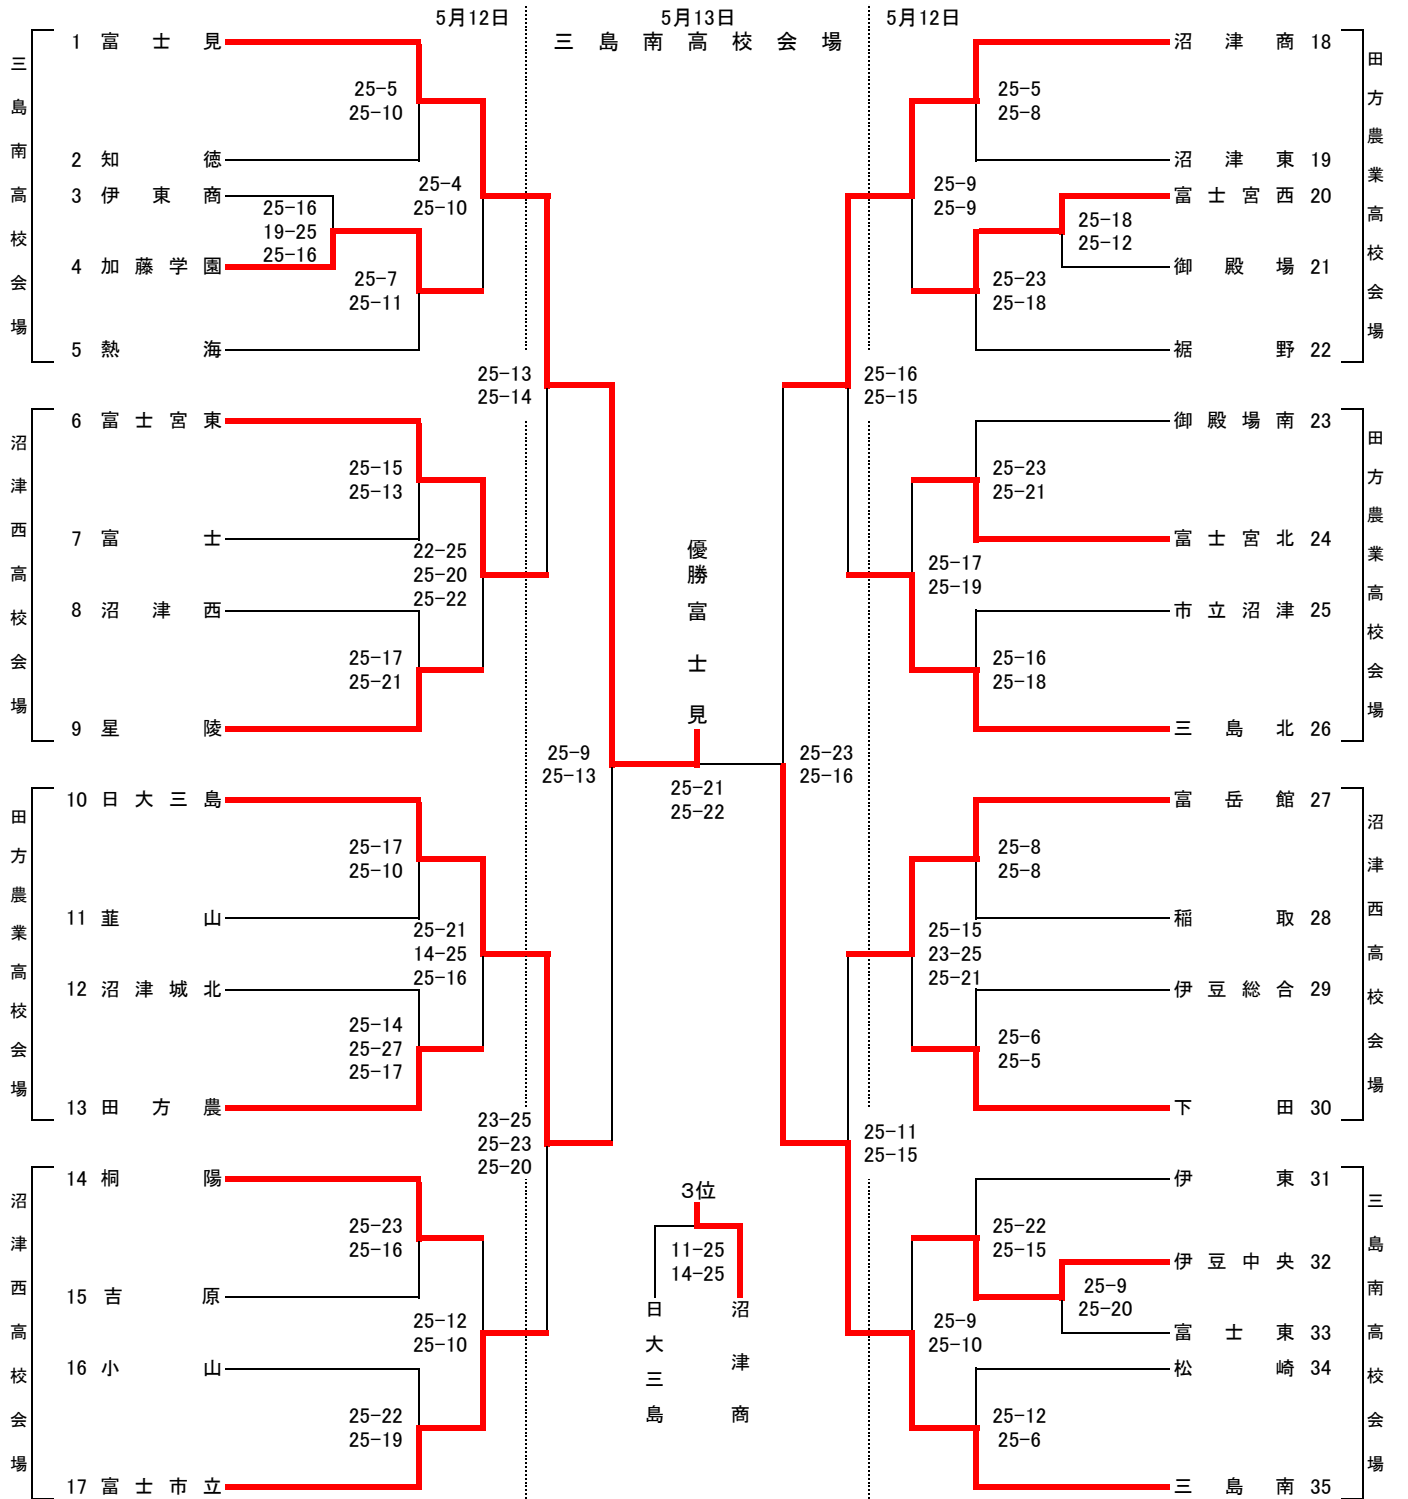 5月12日
5月13日
5月12日
三島南高校会場
三島南高校会場
1 富士見
25-5
25-10
2 知徳
25-4
25-10
3 伊東商
25-16
19-25
25-16
4 加藤学園
25-7
25-11
5 熱海
25-13
25-14
沼津西高校会場
6 富士宮東
25-15
25-13
7 富士
22-25
25-20
25-22
8 沼津西
25-17
25-21
9 星陵
25-9
25-13
田方農業高校会場
10 日大三島
25-17
25-10
11 韮山
25-21
14-25
25-16
12 沼津城北
25-14
25-27
25-17
13 田方農
23-25
25-23
25-20
沼津西高校会場
14 桐陽
25-23
25-16
15 吉原
25-12
25-10
16 小山
25-22
25-19
17 富士市立
優勝富士見
25-21
25-22
3位
11-25
14-25
日大三島
沼津商
田方農業高校会場
沼津商 18
25-5
25-8
沼津東 19
25-9
25-9
富士宮西 20
25-18
25-12
御殿場 21
25-23
25-18
裾野 22
25-16
25-15
田方農業高校会場
御殿場南 23
25-23
25-21
富士宮北 24
25-17
25-19
市立沼津 25
25-16
25-18
三島北 26
25-23
25-16
沼津西高校会場
富岳館 27
25-8
25-8
稲取 28
25-15
23-25
25-21
伊豆総合 29
25-6
25-5
下田 30
25-11
25-15
三島南高校会場
伊東 31
25-22
25-15
伊豆中央 32
25-9
25-20
富士東 33
25-9
25-10
松崎 34
25-12
25-6
三島南 35